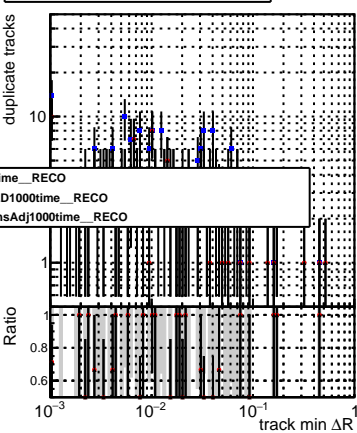 duplicate tracks
10
ime__RECO
D1000time__RECO
nsAdj1000time__RECO
1
Ratio
1
0.8
0.6
10⁻³ 10⁻² 10⁻¹ 1
track min ΔR